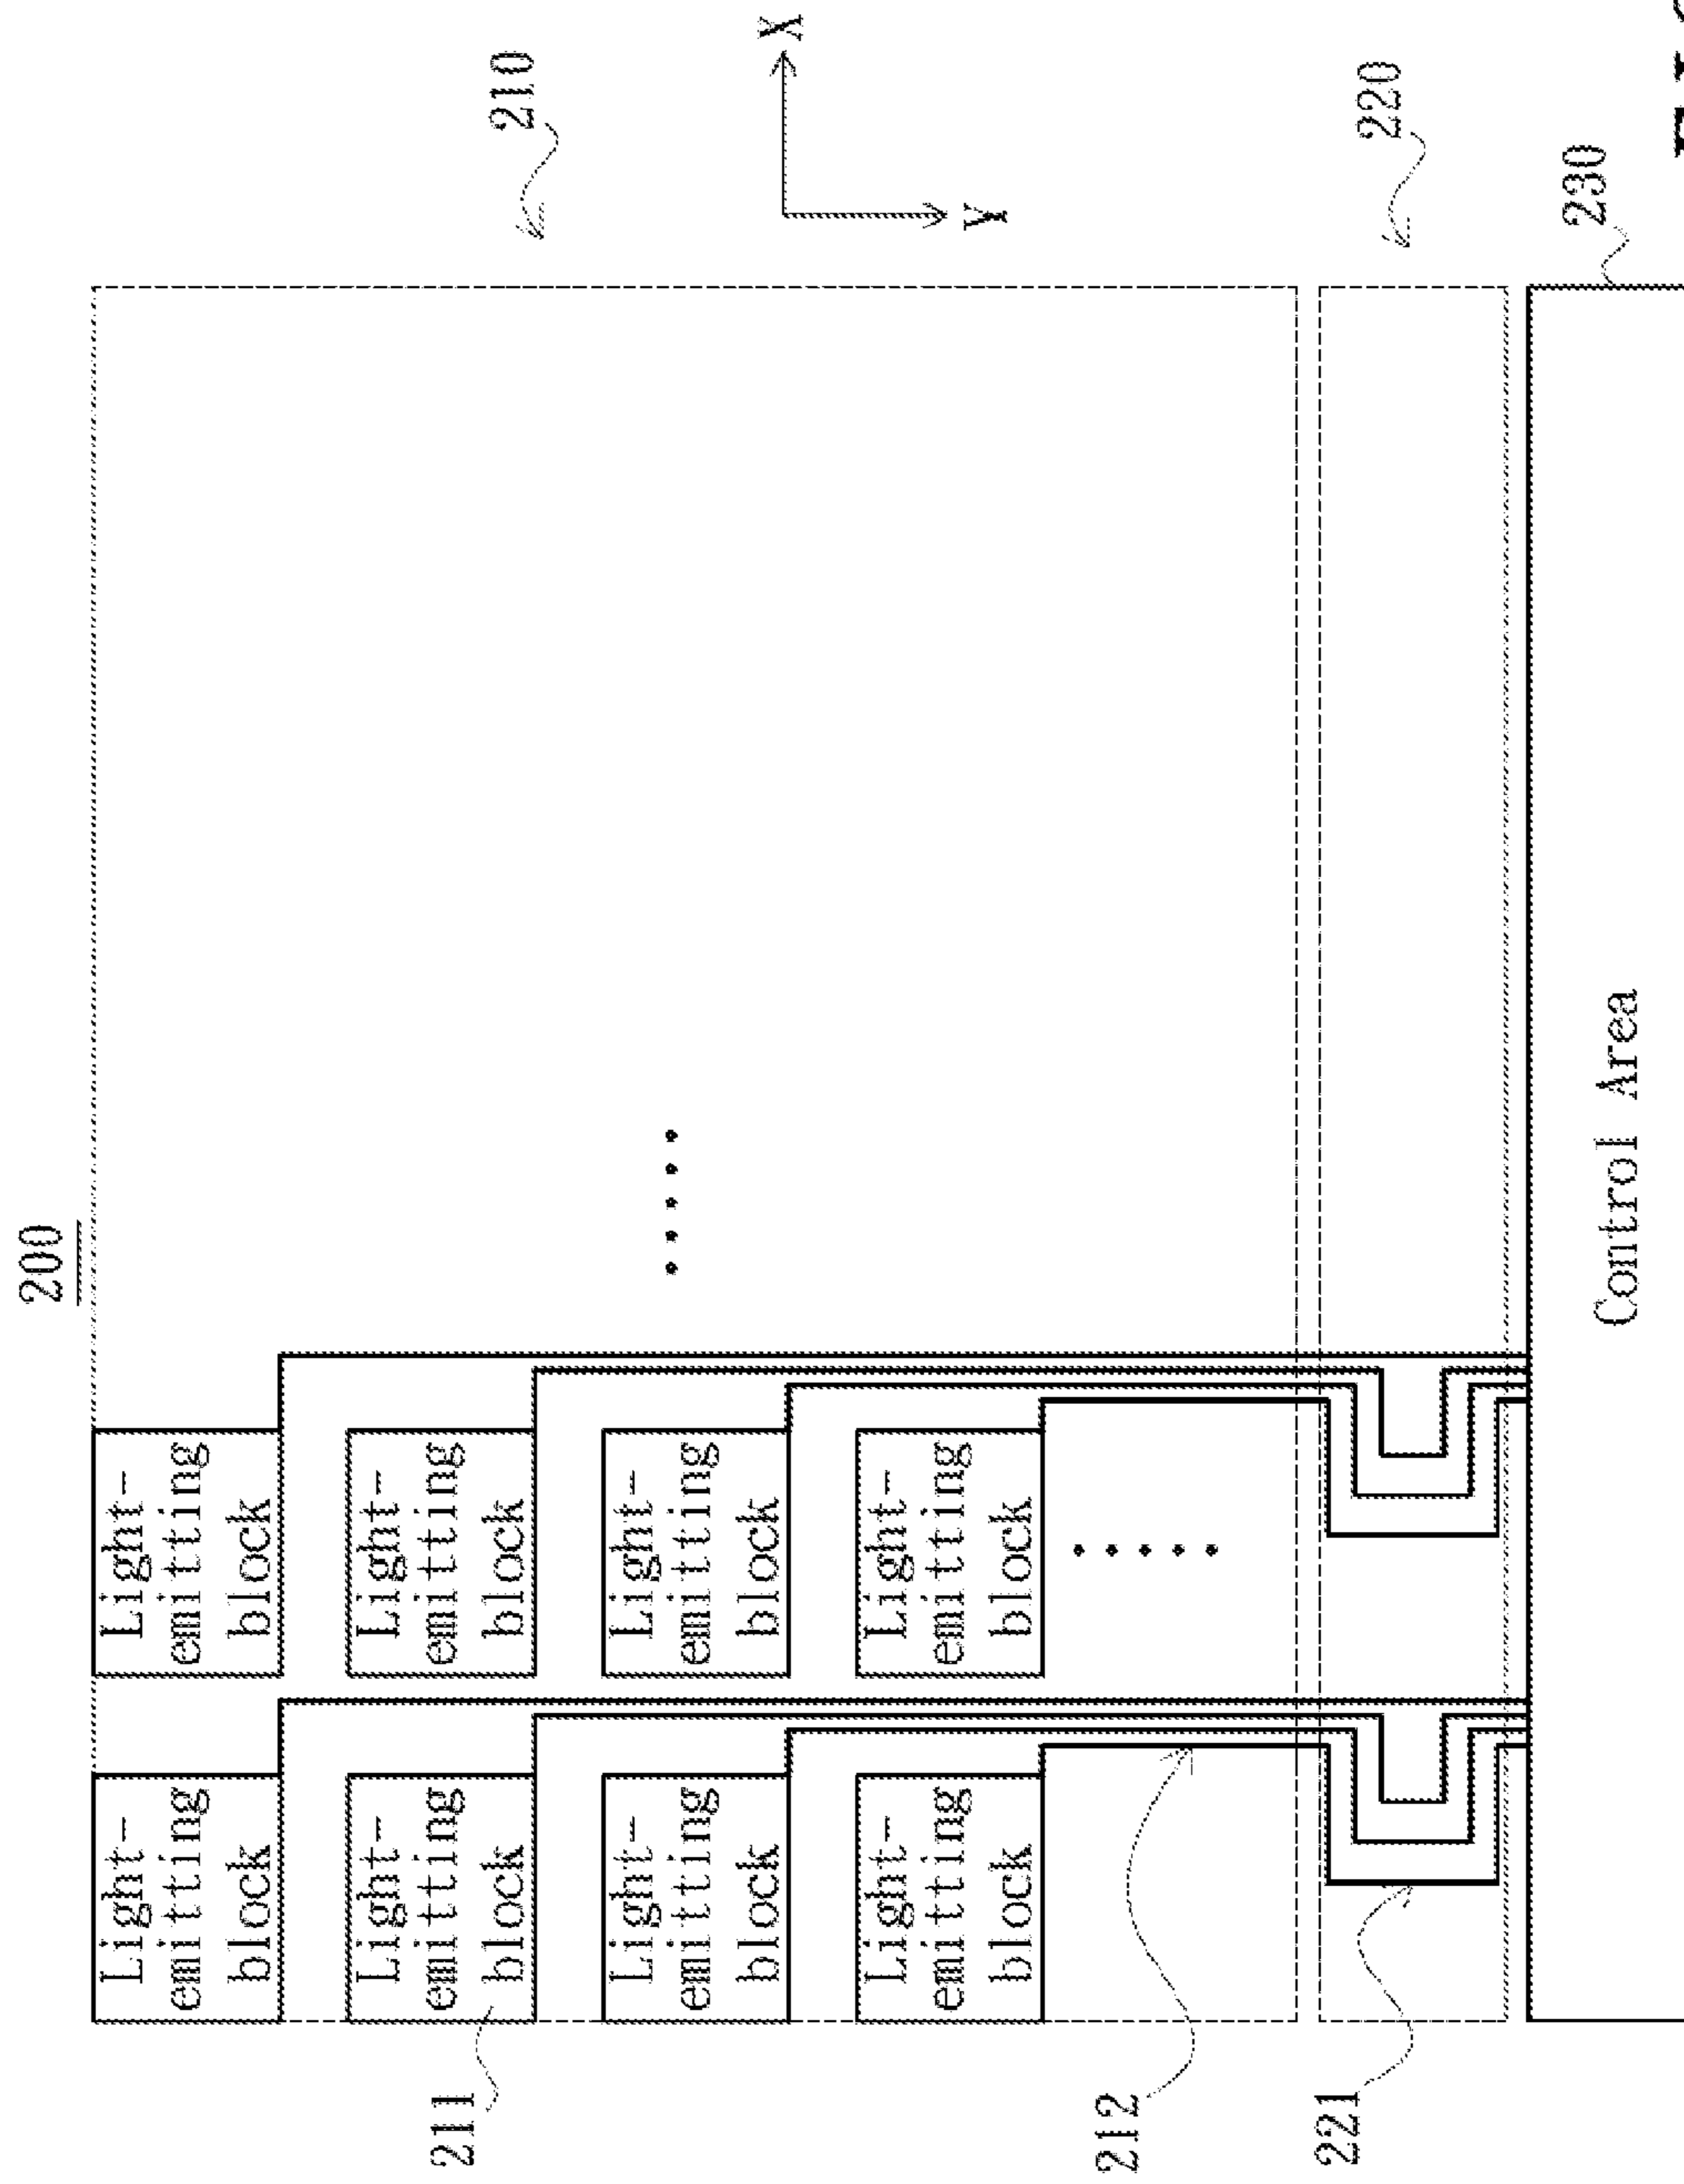 200
Light-
emitting
block
Light-
emitting
block
Light-
emitting
block
Light-
emitting
block
211
210
Light-
emitting
block
Light-
emitting
block
X
Y
Light-
emitting
block
Light-
emitting
block
212
221
220
230
Control Area